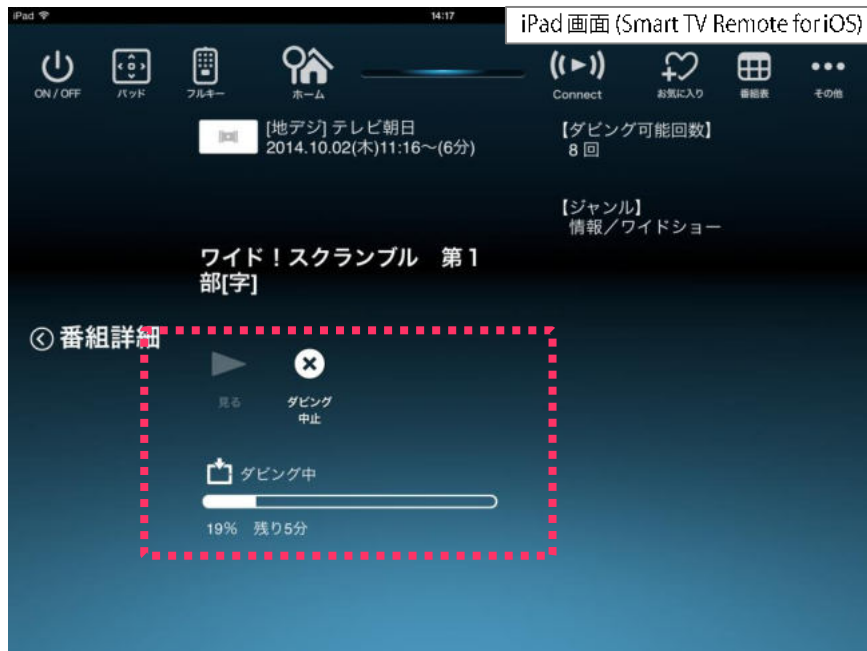 iPad
14:17
iPad 画面 (Smart TV Remote for iOS)
ON / OFF
パッド
フルキー
ホーム
Connect
お気に入り
番組表
その他
[地デジ] テレビ朝日
2014.10.02(木)11:16～(6分)
【ダビング可能回数】
8 回
【ジャンル】
情報／ワイドショー
ワイド！スクランブル　第１
部[字]
番組詳細
見る
ダビング
中止
ダビング中
19%　残り5分